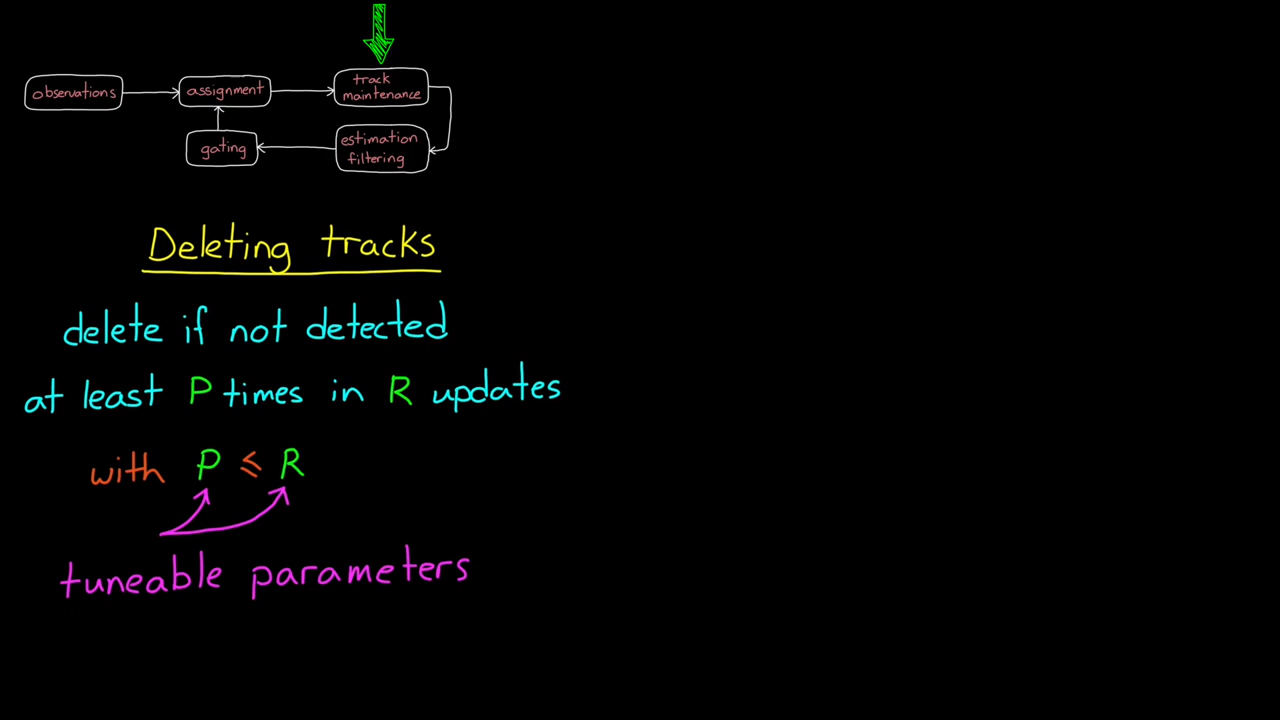 observations
assignment
track
maintenance
gating
estimation
filtering
Deleting tracks
delete if not detected
at least P times in R updates
with P ≤ R
tuneable parameters